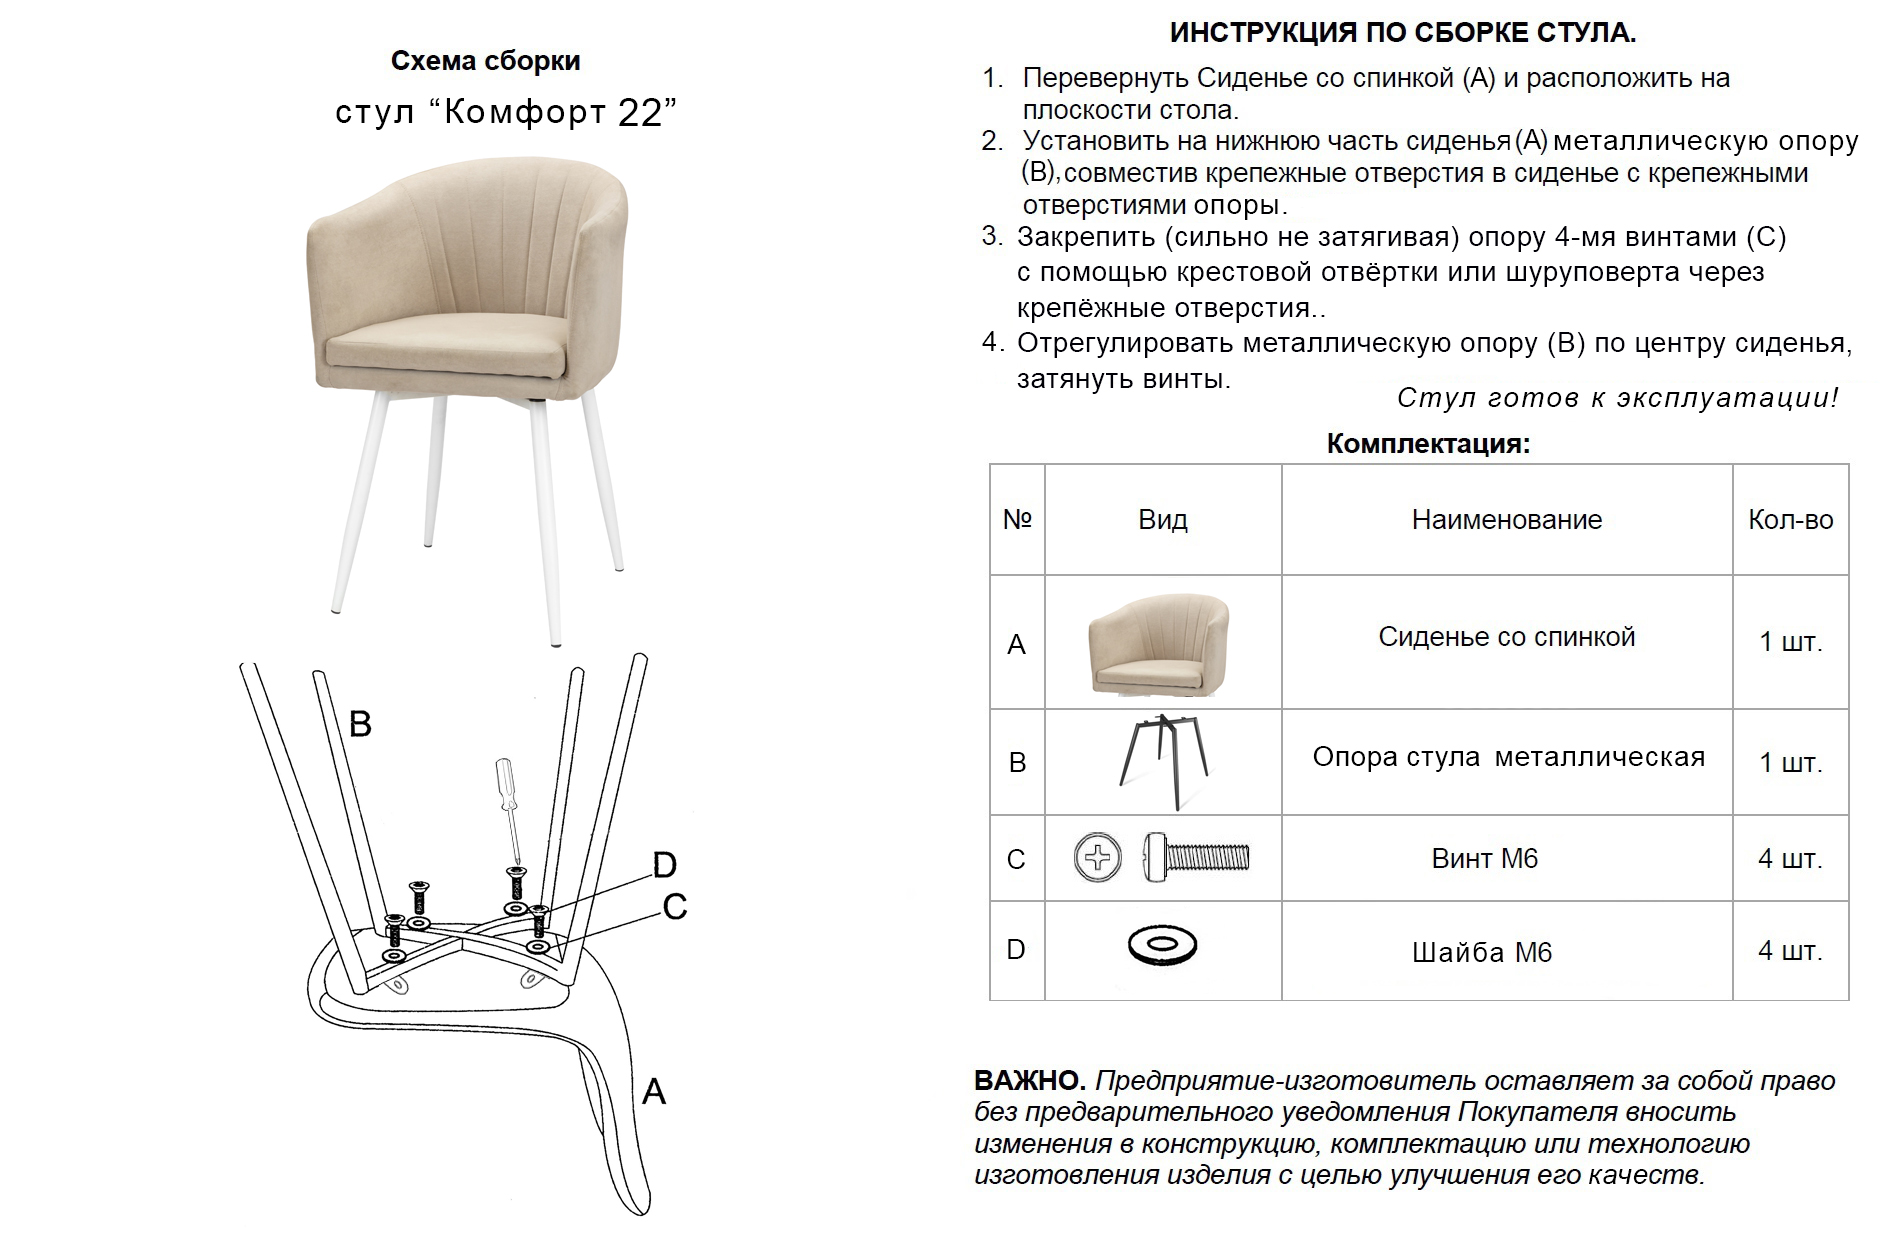 Схема сборки
стул “Комфорт 22”
B
D
C
A
ИНСТРУКЦИЯ ПО СБОРКЕ СТУЛА.
1. Перевернуть Сиденье со спинкой (А) и расположить на
плоскости стола.
2. Установить на нижнюю часть сиденья(А) металлическую опору
(В),совместив крепежные отверстия в сиденье с крепежными
отверстиями опоры.
3. Закрепить (сильно не затягивая) опору 4-мя винтами (С)
с помощью крестовой отвёртки или шуруповерта через
крепёжные отверстия..
4. Отрегулировать металлическую опору (В) по центру сиденья,
затянуть винты.
Стул готов к эксплуатации!
Комплектация:
№ Вид Наименование Кол-во
A Сиденье со спинкой 1 шт.
B Опора стула металлическая 1 шт.
C Винт М6 4 шт.
D Шайба М6 4 шт.
ВАЖНО. Предприятие-изготовитель оставляет за собой право
без предварительного уведомления Покупателя вносить
изменения в конструкцию, комплектацию или технологию
изготовления изделия с целью улучшения его качеств.